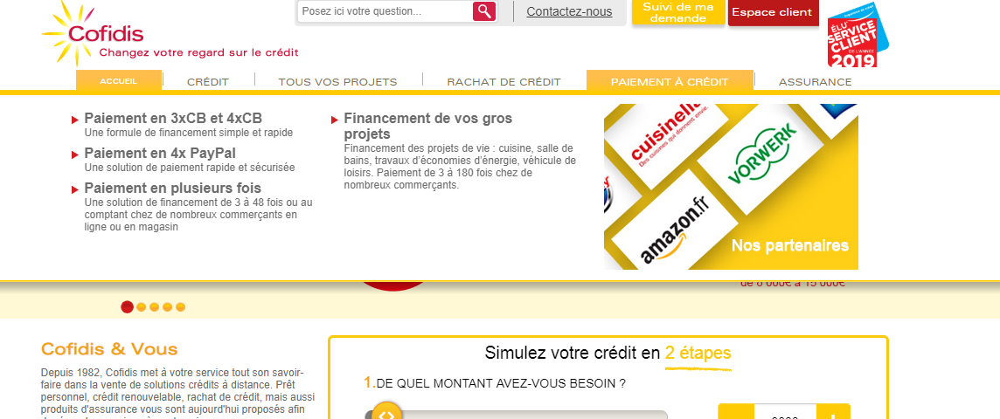 Posez ici votre question...
Contactez-nous
Suivi de ma
demande
Espace client
Cofidis
Changez votre regard sur le crédit
ÉLU
SERVICE
CLIENT
DE L'ANNÉE
2019
ACCUEIL
CRÉDIT
TOUS VOS PROJETS
RACHAT DE CRÉDIT
PAIEMENT À CRÉDIT
ASSURANCE
Paiement en 3xCB et 4xCB
Une formule de financement simple et rapide
Paiement en 4x PayPal
Une solution de paiement rapide et sécurisée
Paiement en plusieurs fois
Une solution de financement de 3 à 48 fois ou au
comptant chez de nombreux commerçants en
ligne ou en magasin
Financement de vos gros
projets
Financement des projets de vie : cuisine, salle de
bains, travaux d'économies d'énergie, véhicule de
loisirs. Paiement de 3 à 180 fois chez de
nombreux commerçants.
cuisinella
Des cuisines qui donnent envie.
VORWERK
amazon.fr
Nos partenaires
de 6 000€ à 15 000€
Cofidis & Vous
Depuis 1982, Cofidis met à votre service tout son savoir-
faire dans la vente de solutions crédits à distance. Prêt
personnel, crédit renouvelable, rachat de crédit, mais aussi
produits d'assurance vous sont aujourd'hui proposés afin
Simulez votre crédit en 2 étapes
1.DE QUEL MONTANT AVEZ-VOUS BESOIN ?